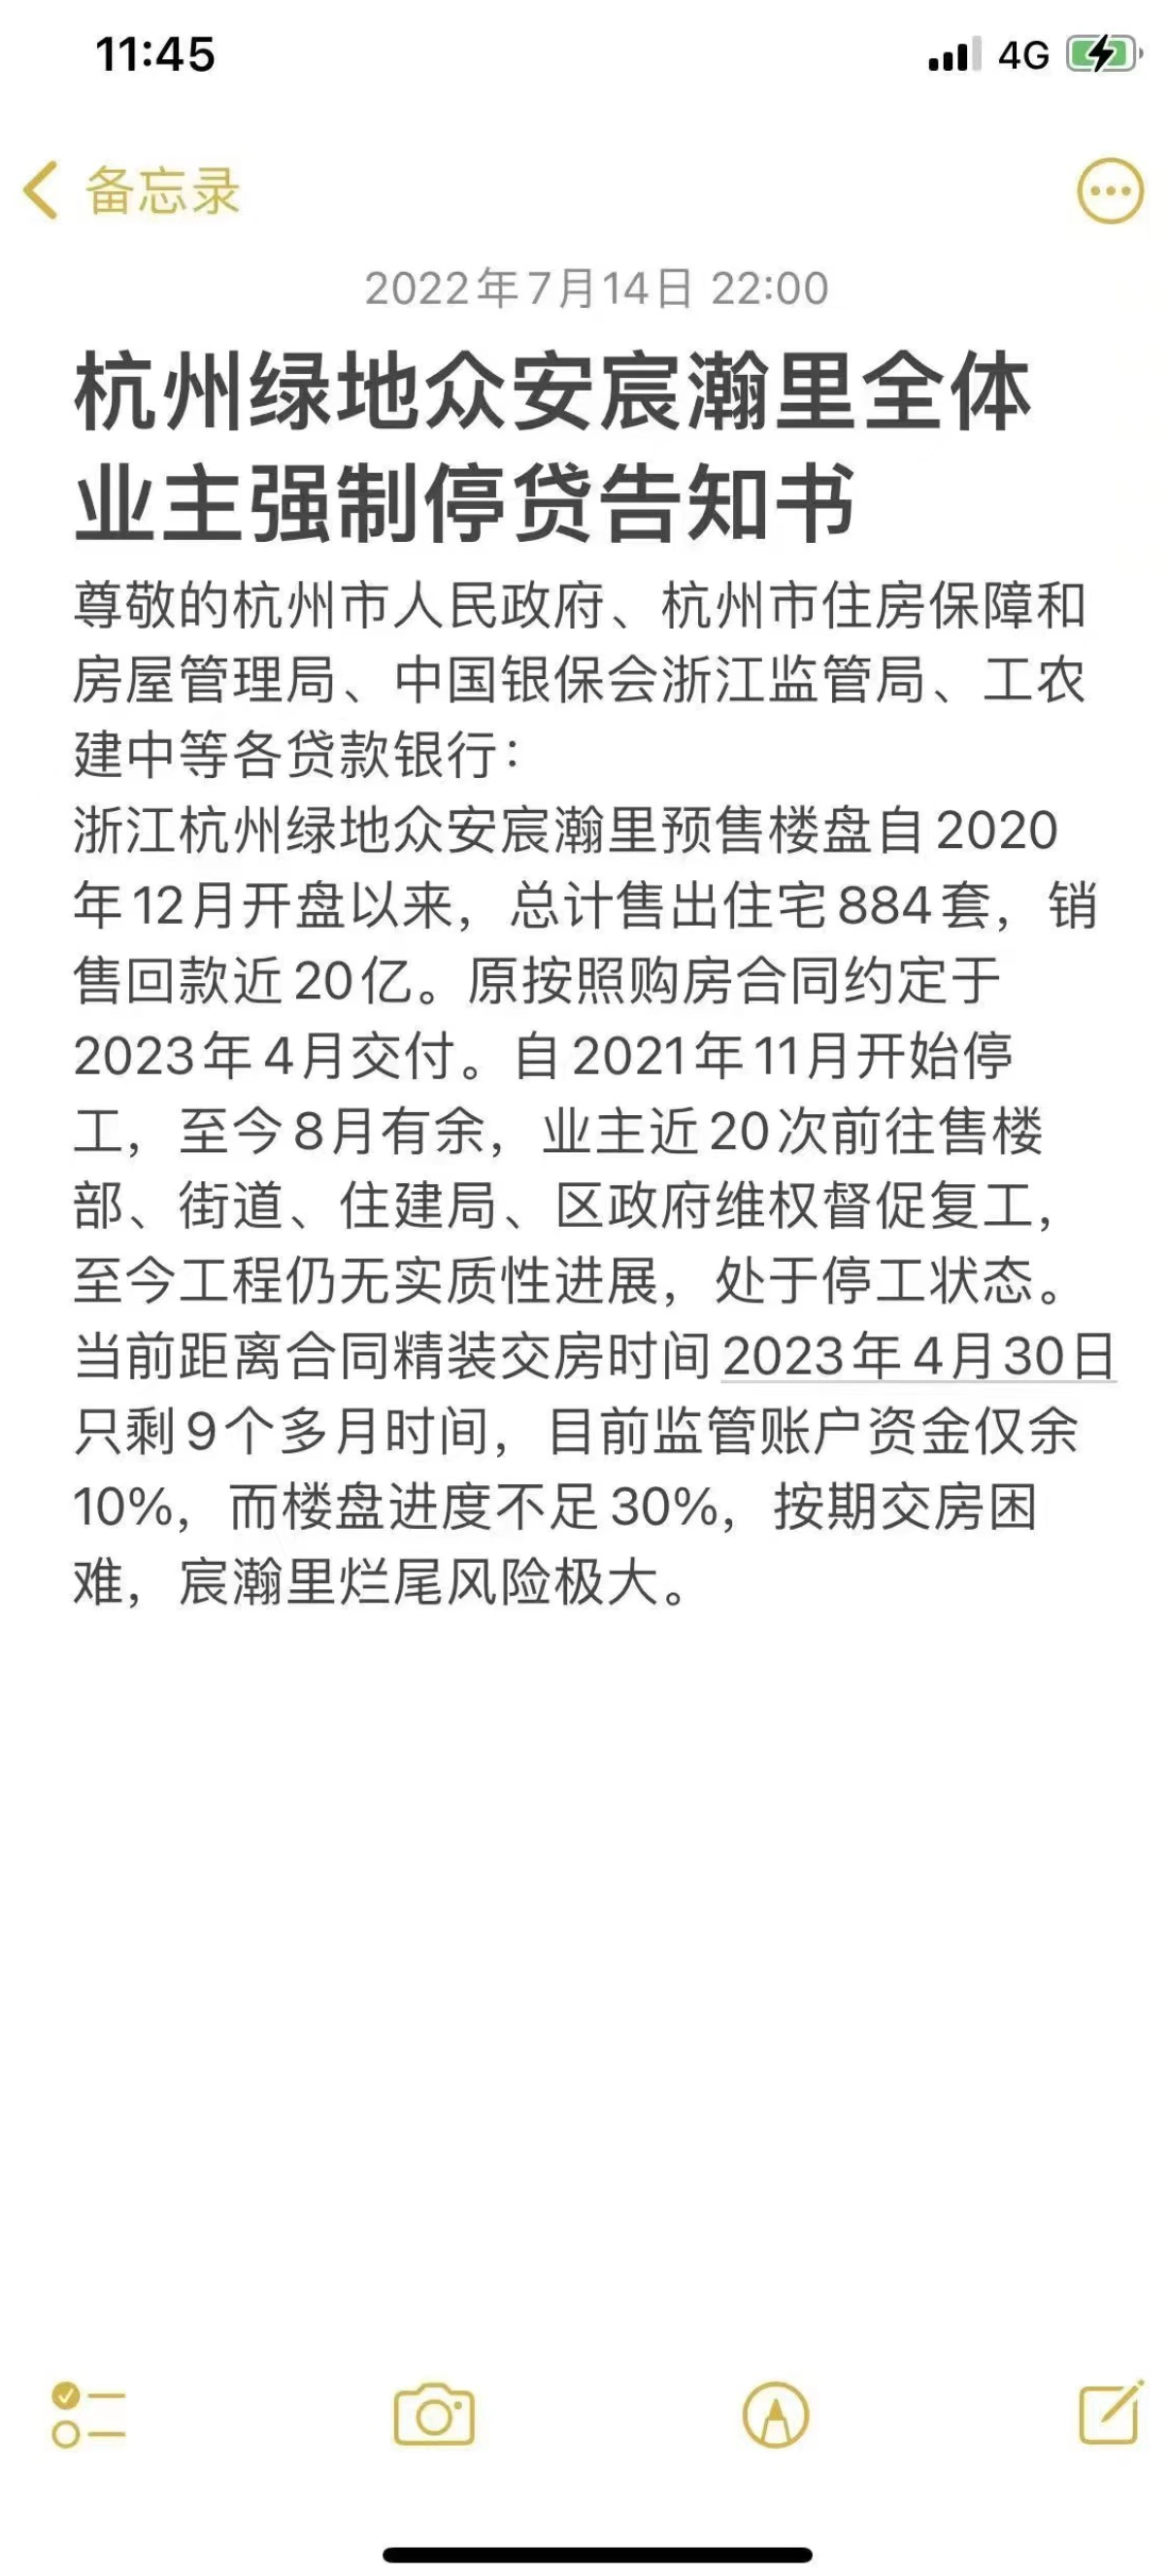 11:45
4G
备忘录
2022年7月14日 22:00
杭州绿地众安宸瀚里全体
业主强制停贷告知书
尊敬的杭州市人民政府、杭州市住房保障和
房屋管理局、中国银保会浙江监管局、工农
建中等各贷款银行：
浙江杭州绿地众安宸瀚里预售楼盘自2020
年12月开盘以来，总计售出住宅884套，销
售回款近20亿。原按照购房合同约定于
2023年4月交付。自2021年11月开始停
工，至今8月有余，业主近20次前往售楼
部、街道、住建局、区政府维权督促复工，
至今工程仍无实质性进展，处于停工状态。
当前距离合同精装交房时间2023年4月30日
只剩9个多月时间，目前监管账户资金仅余
10%，而楼盘进度不足30%，按期交房困
难，宸瀚里烂尾风险极大。